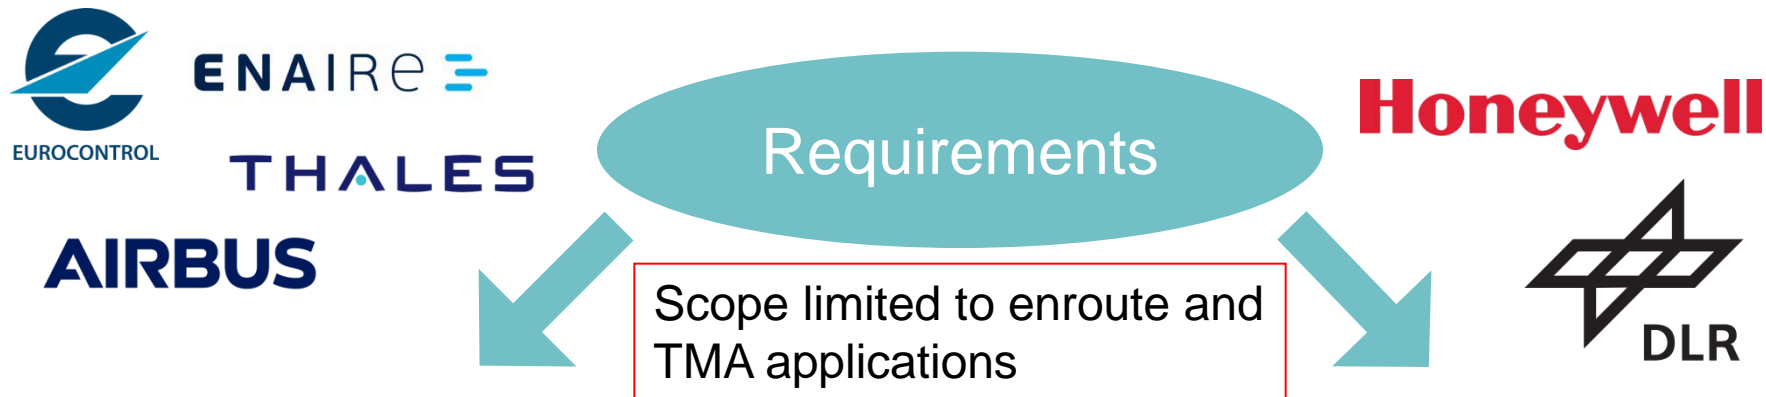 EUROCONTROL
ENAIRe
THALES
AIRBUS
Requirements
Scope limited to enroute and
TMA applications
Honeywell
DLR